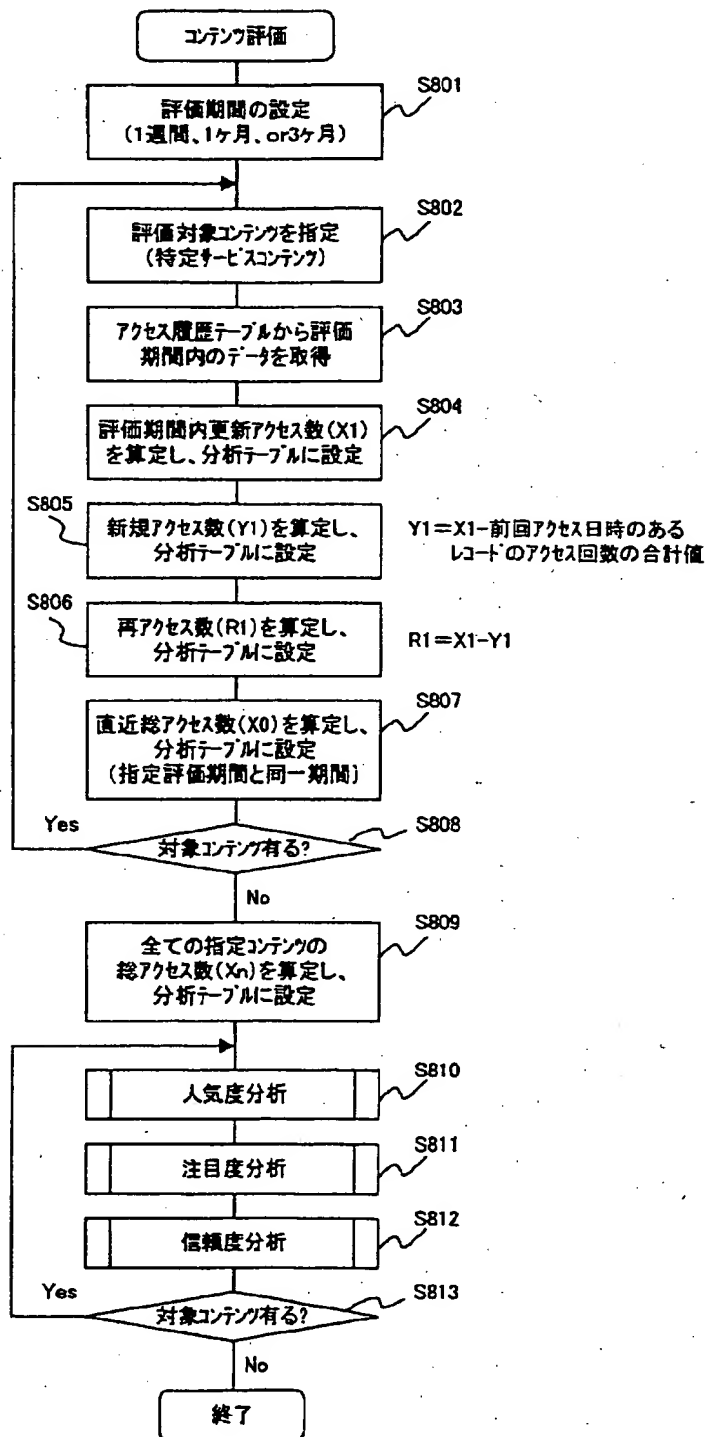 コンテンツ評価
S801
評価期間の設定
(1週間、1ケ月、or3ケ月)
S802
評価対象コンテンツを指定
(特定サービスコンテンツ)
S803
アクセス履歴テーブルから評価
期間内のデータを取得
S804
評価期間内更新アクセス数(X1)
を算定し、分析テーブルに設定
S805
新規アクセス数(Y1)を算定し、
分析テーブルに設定
Y1=X1-前回アクセス日時のある
レコードのアクセス回数の合計値
S806
再アクセス数(R1)を算定し、
分析テーブルに設定
R1=X1-Y1
S807
直近総アクセス数(X0)を算定し、
分析テーブルに設定
(指定評価期間と同一期間)
S808
Yes
対象コンテンツ有る?
No
S809
全ての指定コンテンツの
総アクセス数(Xn)を算定し、
分析テーブルに設定
S810
人気度分析
S811
注目度分析
S812
信頼度分析
S813
Yes
対象コンテンツ有る?
No
終了